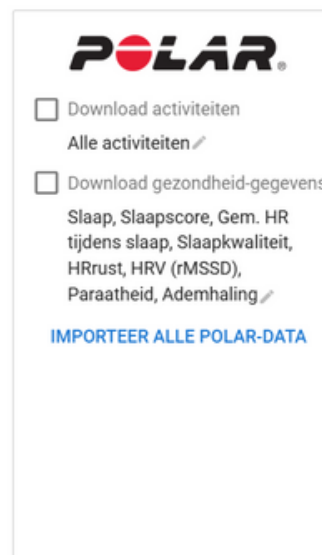 POLAR®
Download activiteiten
Alle activiteiten
Download gezondheid-gegevens
Slaap, Slaapscore, Gem. HR
tijdens slaap, Slaapkwaliteit,
HRrust, HRV (rMSSD),
Paraatheid, Ademhaling
IMPORTEER ALLE POLAR-DATA